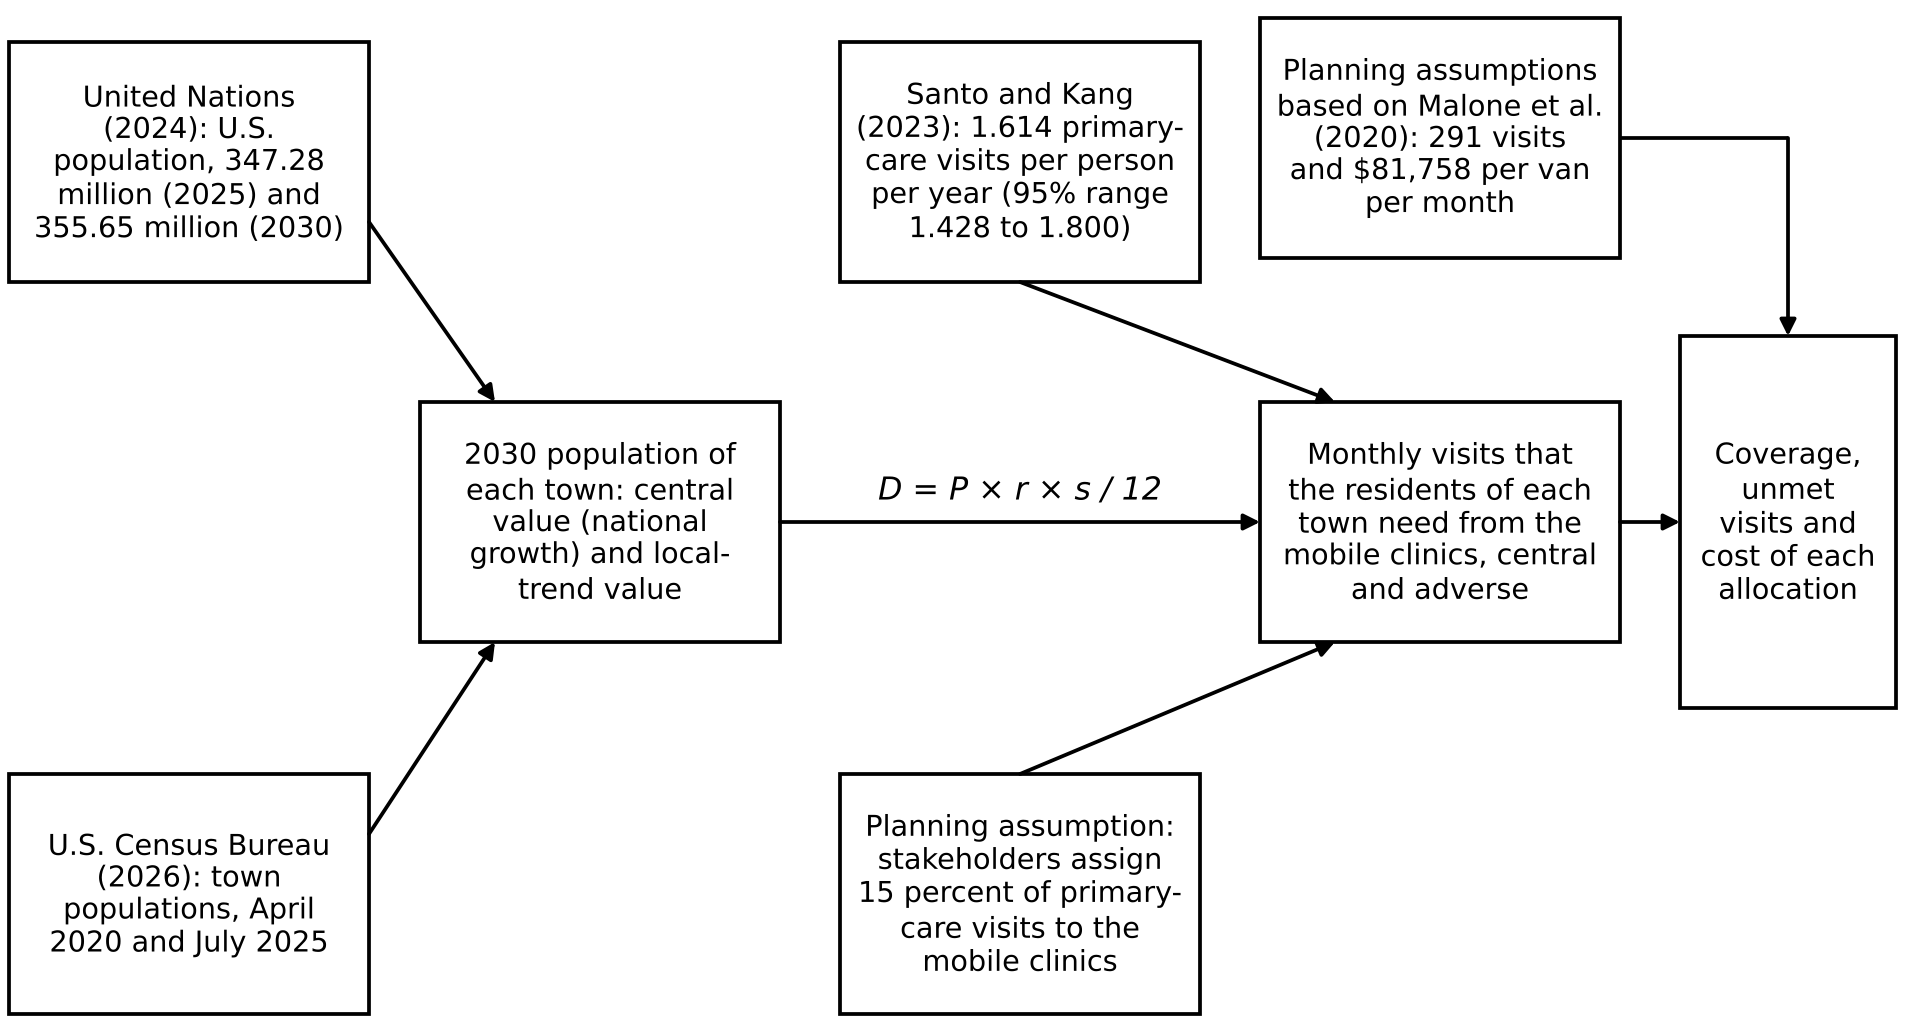 United Nations
(2024): U.S.
population, 347.28
million (2025) and
355.65 million (2030)
Santo and Kang
(2023): 1.614 primary-
care visits per person
per year (95% range
1.428 to 1.800)
Planning assumptions
based on Malone et al.
(2020): 291 visits
and $81,758 per van
per month
2030 population of
each town: central
value (national
growth) and local-
trend value
D = P × r × s / 12
Monthly visits that
the residents of each
town need from the
mobile clinics, central
and adverse
Coverage,
unmet
visits and
cost of each
allocation
U.S. Census Bureau
(2026): town
populations, April
2020 and July 2025
Planning assumption:
stakeholders assign
15 percent of primary-
care visits to the
mobile clinics